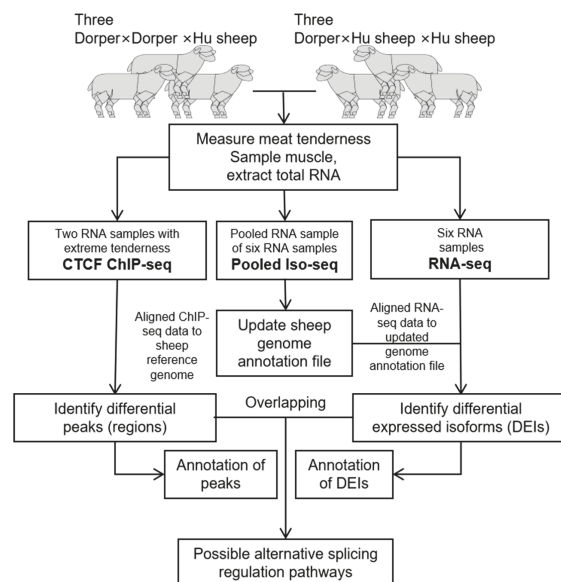 Three
Dorper×Dorper ×Hu sheep
Three
Dorper×Hu sheep ×Hu sheep
Measure meat tenderness
Sample muscle,
extract total RNA
Two RNA samples with
extreme tenderness
CTCF ChIP-seq
Pooled RNA sample
of six RNA samples
Pooled Iso-seq
Six RNA
samples
RNA-seq
Aligned ChIP-
seq data to
sheep
reference
genome
Update sheep
genome
annotation file
Aligned RNA-
seq data to
updated
genome
annotation file
Identify differential
peaks (regions)
Overlapping
Identify differential
expressed isoforms (DEIs)
Annotation of
peaks
Annotation
of DEIs
Possible alternative splicing
regulation pathways